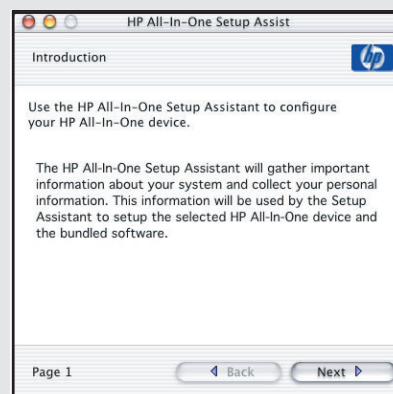 HP All-In-One Setup Assist
Introduction
hp
Use the HP All-In-One Setup Assistant to configure
your HP All-In-One device.
The HP All-In-One Setup Assistant will gather important
information about your system and collect your personal
information. This information will be used by the Setup
Assistant to setup the selected HP All-In-One device and
the bundled software.
Page 1
Back
Next